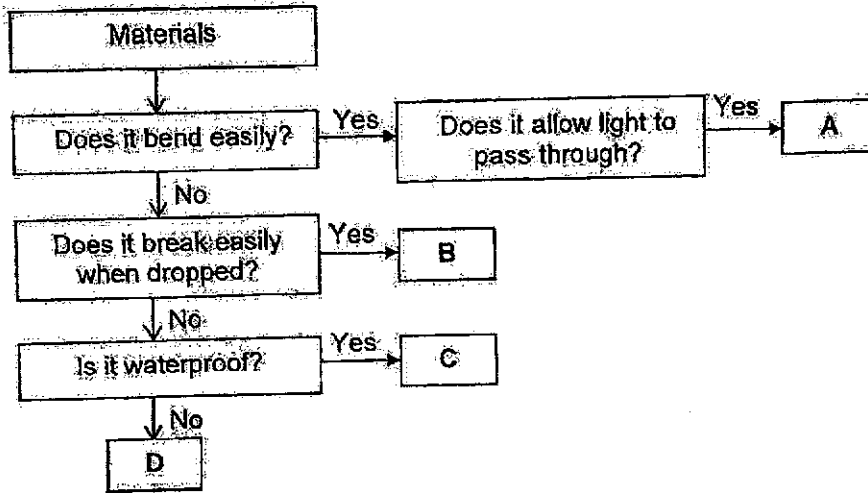 Materials
Does it bend easily?
Yes
Does it allow light to
pass through?
Yes
A
No
Does it break easily
when dropped?
Yes
B
No
Is it waterproof?
Yes
C
No
D